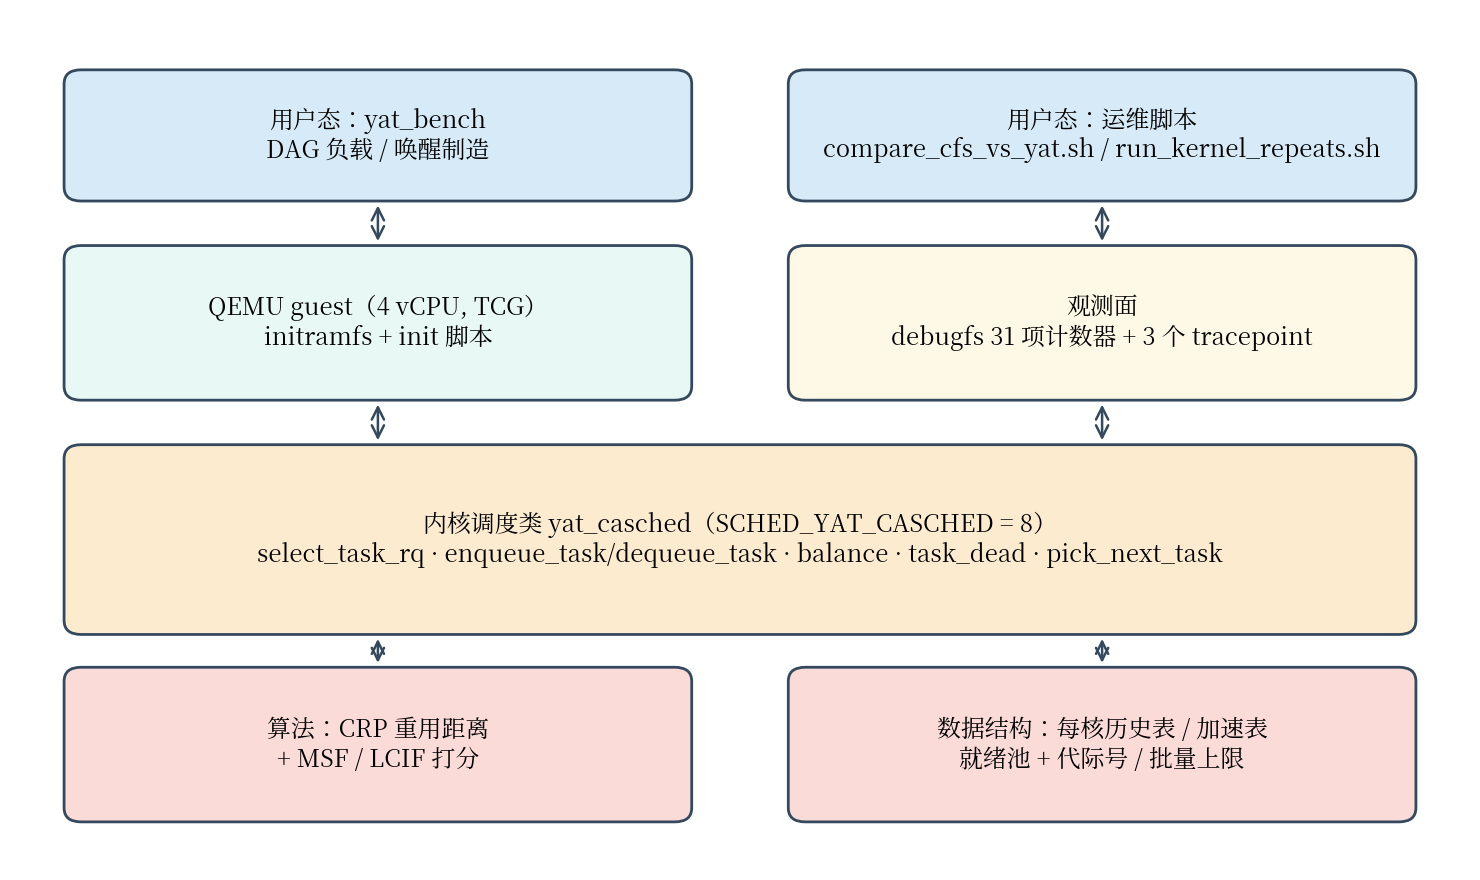 用户态：yat_bench
DAG 负载 / 唤醒制造
用户态：运维脚本
compare_cfs_vs_yat.sh / run_kernel_repeats.sh
QEMU guest（4 vCPU, TCG）
initramfs + init 脚本
观测面
debugfs 31 项计数器 + 3 个 tracepoint
内核调度类 yat_casched（SCHED_YAT_CASCHED = 8）
select_task_rq · enqueue_task/dequeue_task · balance · task_dead · pick_next_task
算法：CRP 重用距离
+ MSF / LCIF 打分
数据结构：每核历史表 / 加速表
就绪池 + 代际号 / 批量上限